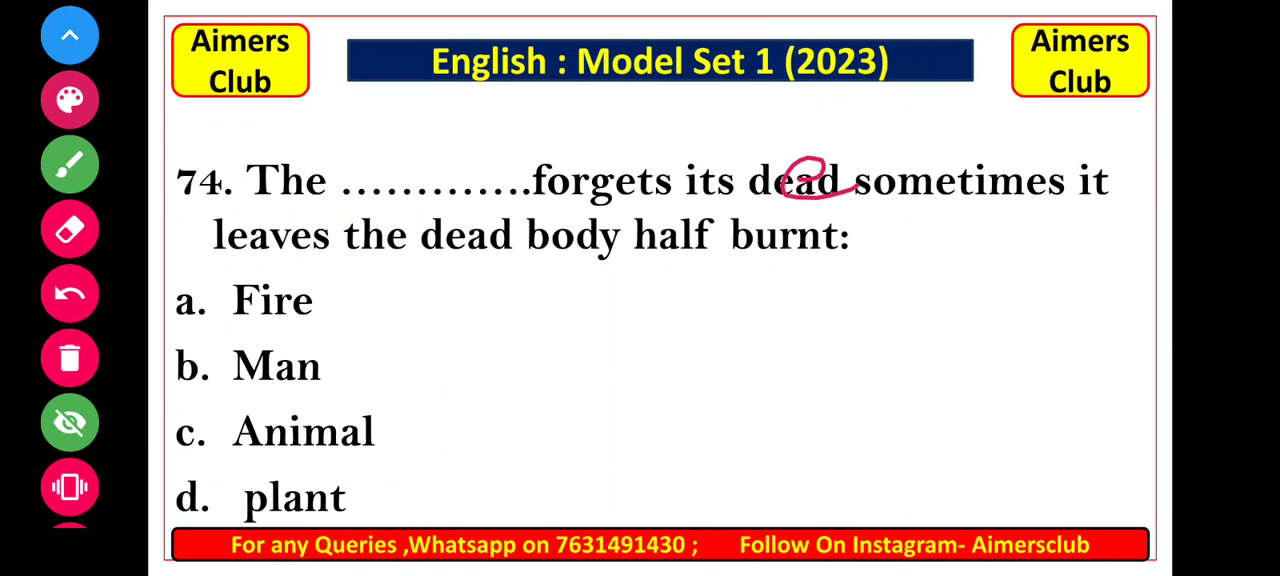 Aimers
Club
English : Model Set 1 (2023)
Aimers
Club
74. The .............forgets its dead sometimes it
leaves the dead body half burnt:
a. Fire
b. Man
c. Animal
d. plant
For any Queries ,Whatsapp on 7631491430 ; Follow On Instagram- Aimersclub